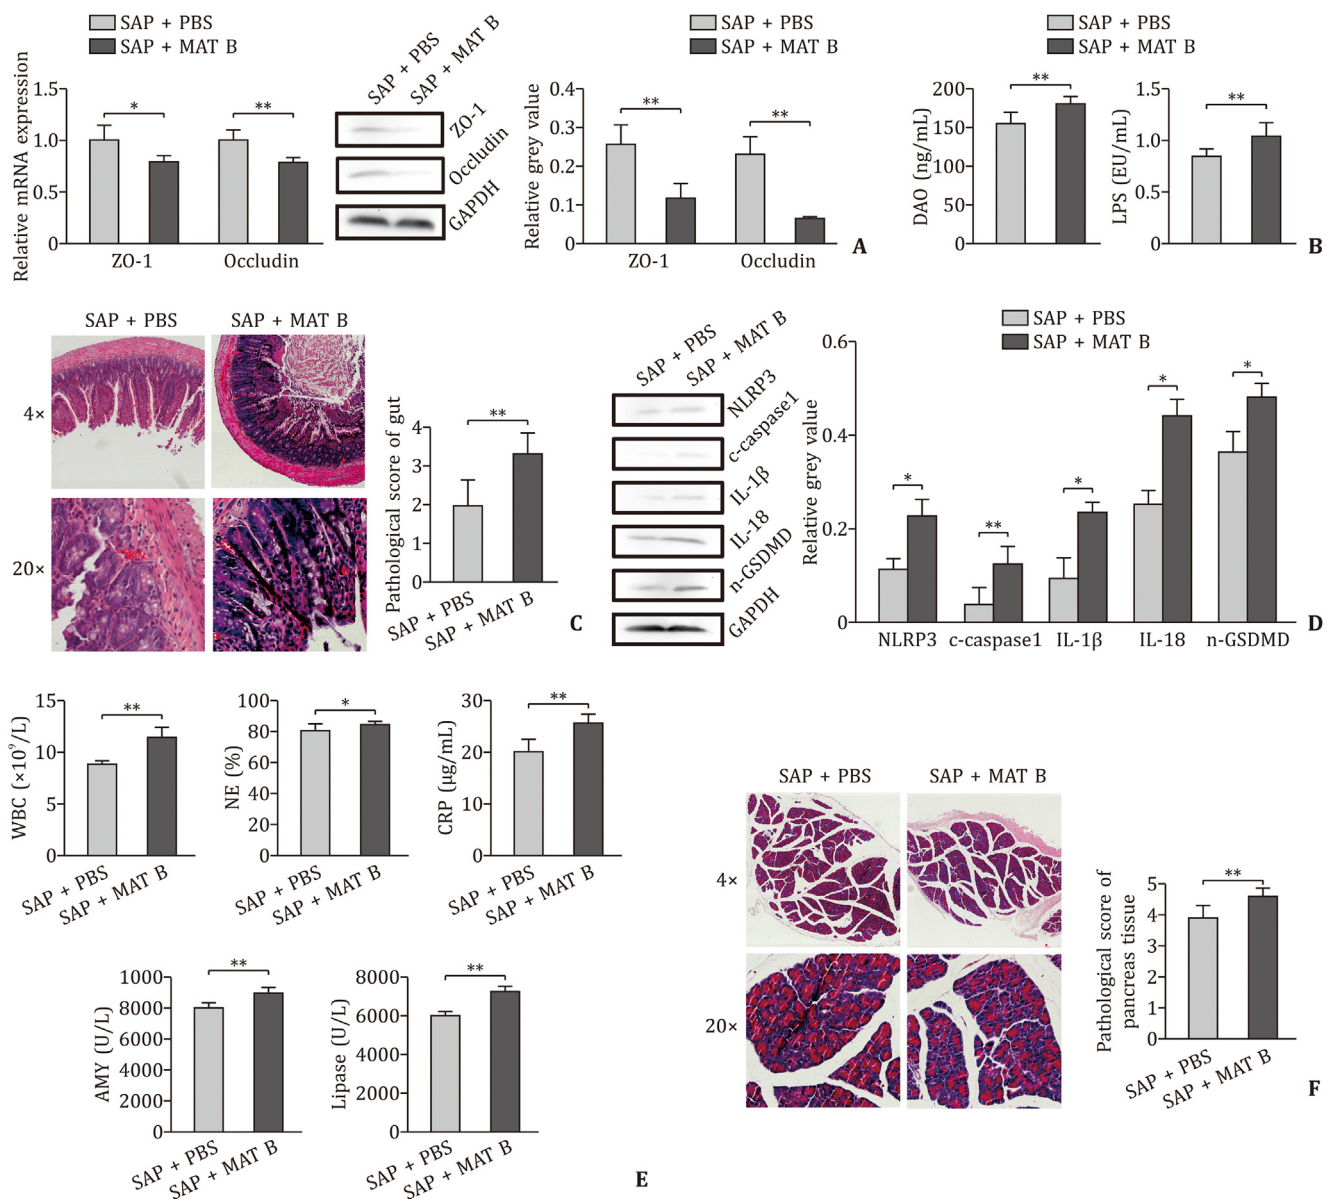 SAP + PBS
SAP + MAT B
Relative mRNA expression
1.5
1.0
0.5
0
*
**
ZO-1
Occludin
SAP + PBS
SAP + MAT B
ZO-1
Occludin
GAPDH
SAP + PBS
SAP + MAT B
Relative grey value
0.4
0.3
0.2
0.1
0
**
**
ZO-1
Occludin
A
SAP + PBS
SAP + MAT B
DAO (ng/mL)
200
150
100
50
0
**
LPS (EU/mL)
1.5
1.0
0.5
0
**
B
SAP + PBS
SAP + MAT B
4×
20×
Pathological score of gut
4
3
2
1
0
**
SAP + PBS
SAP + MAT B
C
SAP + PBS
SAP + MAT B
NLRP3
c-caspase1
IL-1β
IL-18
n-GSDMD
GAPDH
SAP + PBS
SAP + MAT B
Relative grey value
0.6
0.4
0.2
0
*
**
*
*
*
NLRP3
c-caspase1
IL-1β
IL-18
n-GSDMD
D
WBC (×10⁹/L)
15
10
5
0
**
SAP + PBS
SAP + MAT B
NE (%)
100
80
60
40
20
0
*
SAP + PBS
SAP + MAT B
CRP (μg/mL)
30
20
10
0
**
SAP + PBS
SAP + MAT B
AMY (U/L)
1000
8000
6000
4000
2000
0
**
SAP + PBS
SAP + MAT B
Lipase (U/L)
8000
6000
4000
2000
0
**
SAP + PBS
SAP + MAT B
E
SAP + PBS
SAP + MAT B
4×
20×
Pathological score of
pancreas tissue
5
4
3
2
1
0
**
SAP + PBS
SAP + MAT B
F